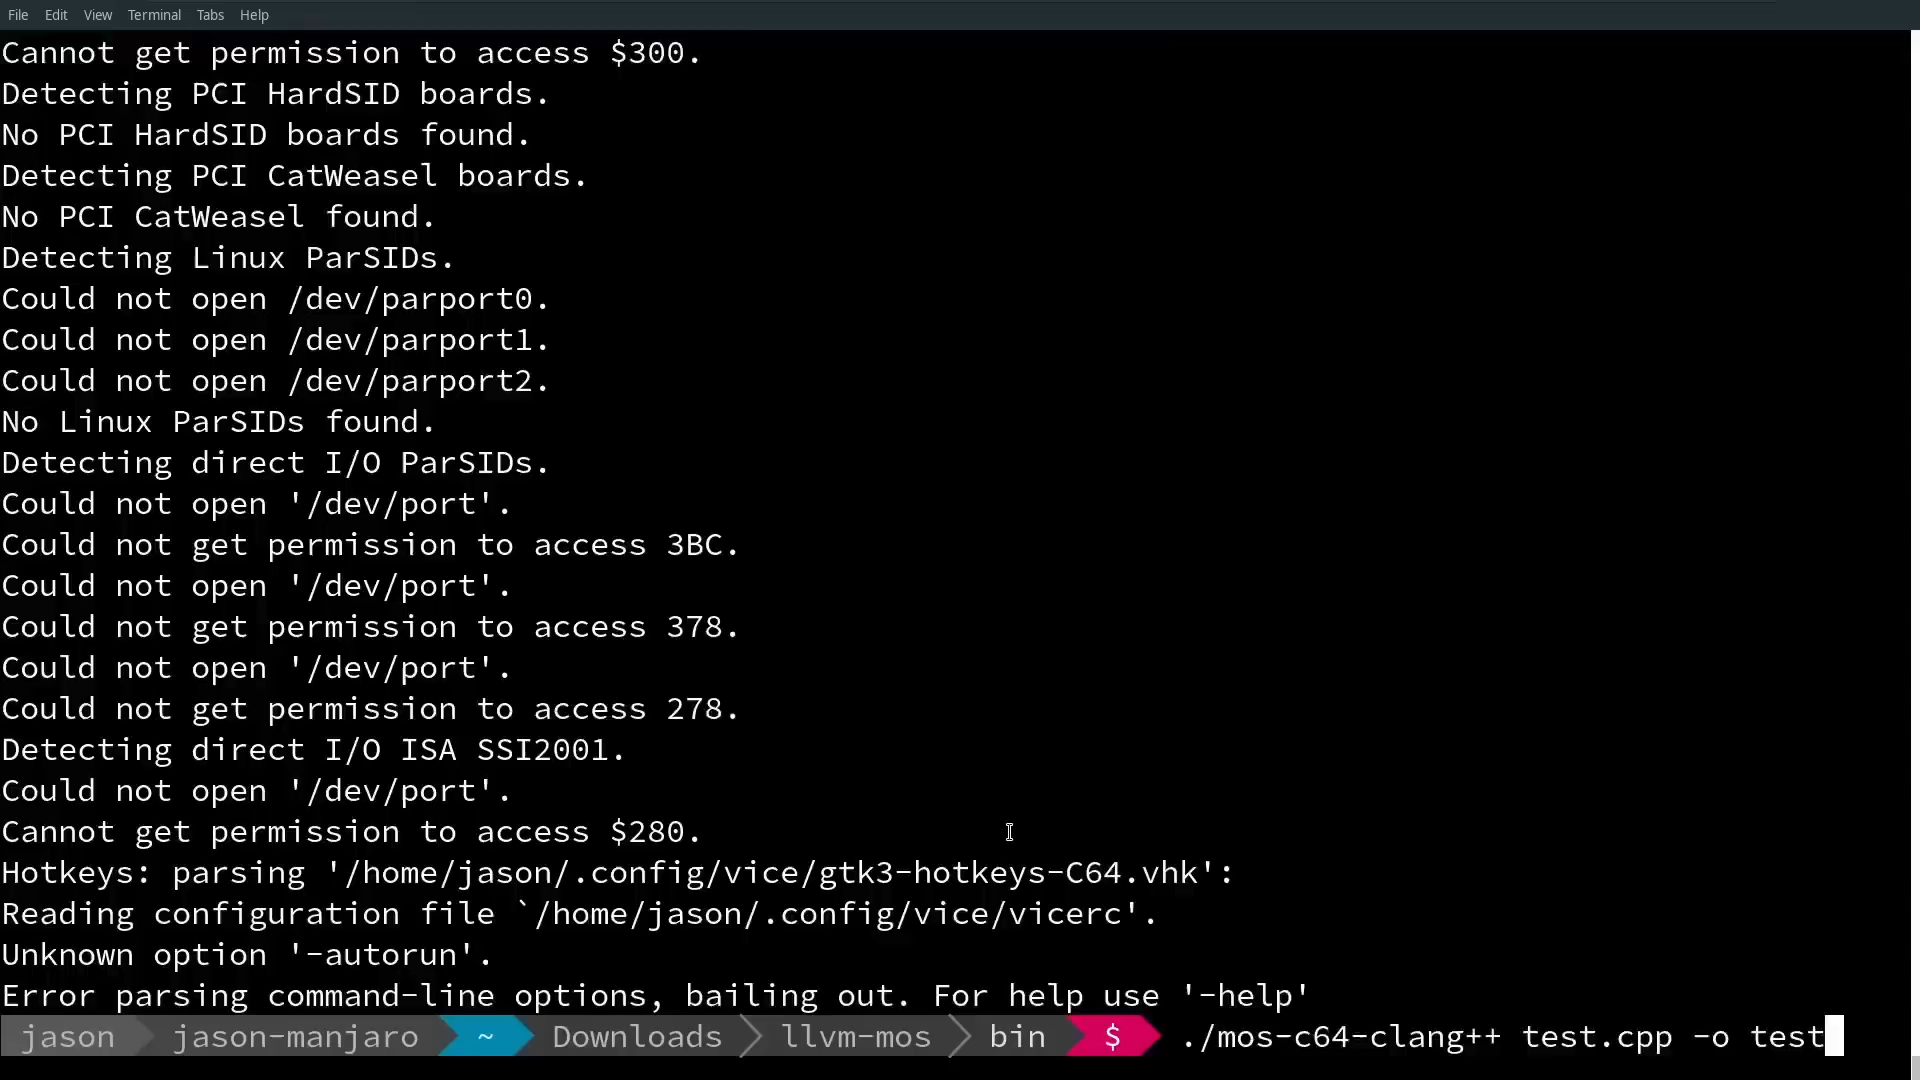 File Edit View Terminal Tabs Help
Cannot get permission to access $300.
Detecting PCI HardSID boards.
No PCI HardSID boards found.
Detecting PCI CatWeasel boards.
No PCI CatWeasel found.
Detecting Linux ParSIDs.
Could not open /dev/parport0.
Could not open /dev/parport1.
Could not open /dev/parport2.
No Linux ParSIDs found.
Detecting direct I/O ParSIDs.
Could not open '/dev/port'.
Could not get permission to access 3BC.
Could not open '/dev/port'.
Could not get permission to access 378.
Could not open '/dev/port'.
Could not get permission to access 278.
Detecting direct I/O ISA SSI2001.
Could not open '/dev/port'.
Cannot get permission to access $280.
Hotkeys: parsing '/home/jason/.config/vice/gtk3-hotkeys-C64.vhk':
Reading configuration file `/home/jason/.config/vice/vicerc'.
Unknown option '-autorun'.
Error parsing command-line options, bailing out. For help use '-help'
jason jason-manjaro ~ Downloads llvm-mos bin $ ./mos-c64-clang++ test.cpp -o test